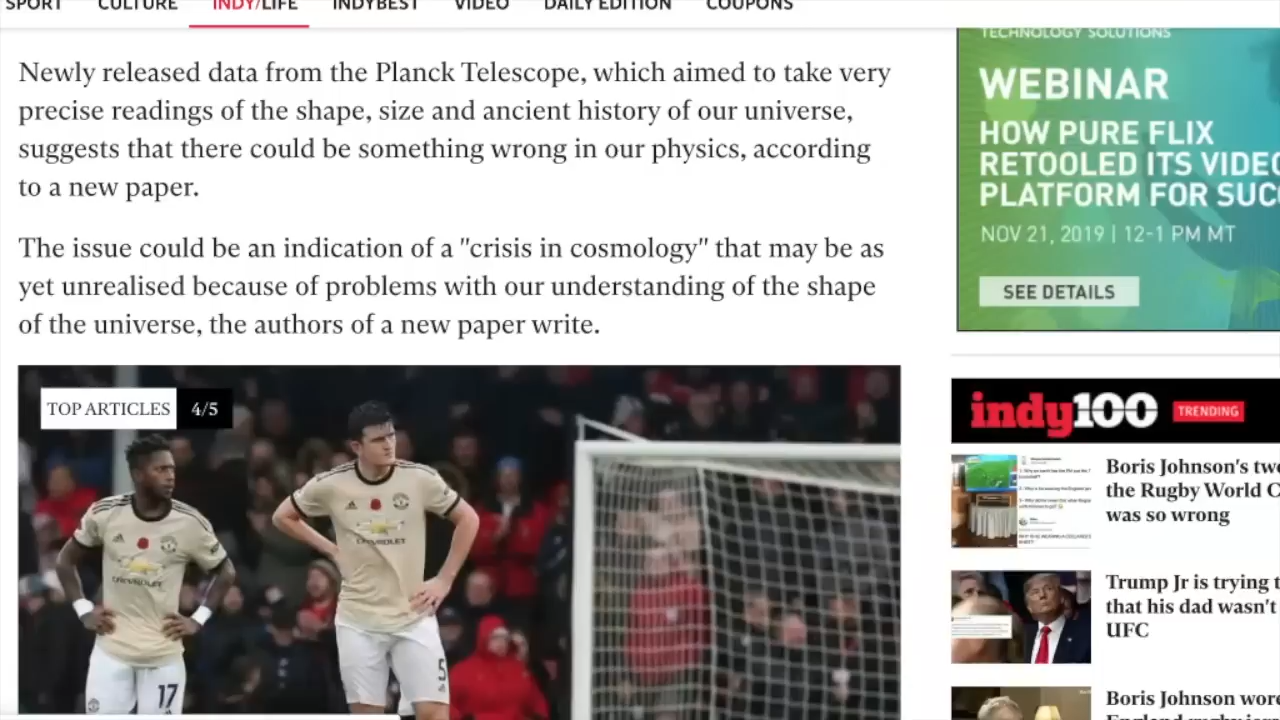 SPORT CULTURE INDY/LIFE INDYBEST VIDEO DAILY EDITION COUPONS
Newly released data from the Planck Telescope, which aimed to take very
precise readings of the shape, size and ancient history of our universe,
suggests that there could be something wrong in our physics, according
to a new paper.
The issue could be an indication of a "crisis in cosmology" that may be as
yet unrealised because of problems with our understanding of the shape
of the universe, the authors of a new paper write.
TOP ARTICLES 4/5
CHEVROLET
CHEVROLET
17
5
TECHNOLOGY SOLUTIONS
WEBINAR
HOW PURE FLIX
RETOOLED ITS VIDEO
PLATFORM FOR SUC
NOV 21, 2019 | 12-1 PM MT
SEE DETAILS
indy100 TRENDING
Boris Johnson's twe
the Rugby World C
was so wrong
Trump Jr is trying t
that his dad wasn't
UFC
Boris Johnson wor